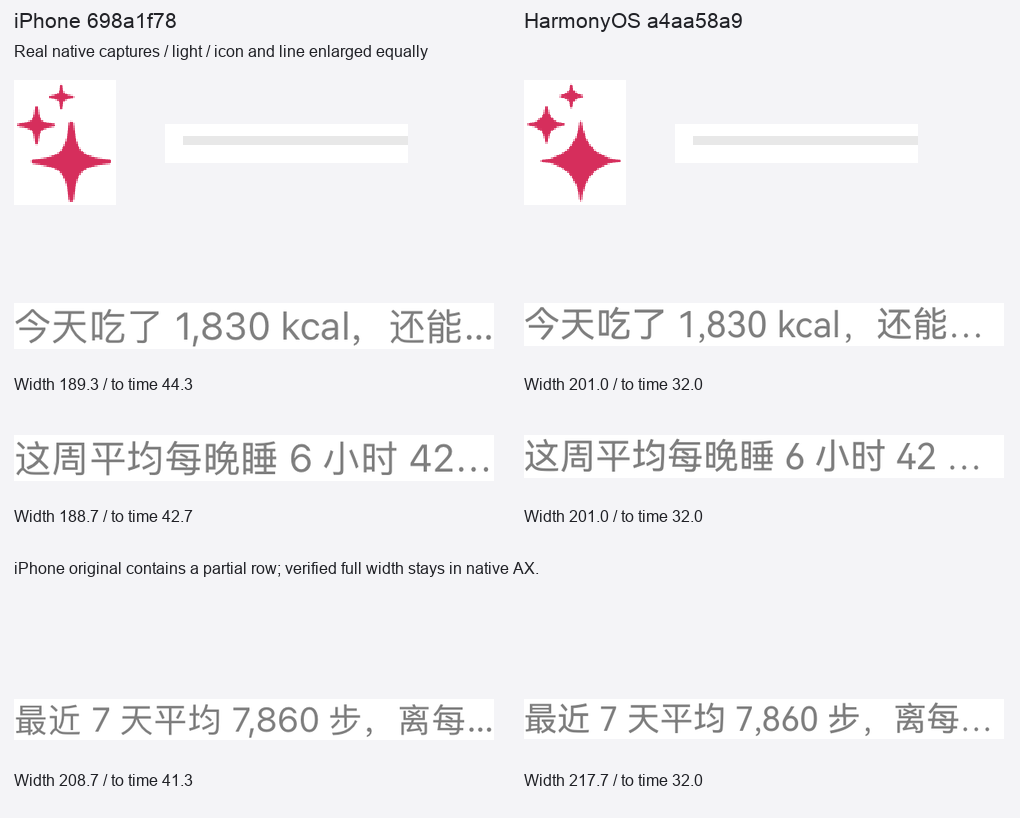 iPhone 698a1f78
HarmonyOS a4aa58a9
Real native captures / light / icon and line enlarged equally
今天吃了 1,830 kcal，还能...
今天吃了 1,830 kcal，还能...
Width 189.3 / to time 44.3
Width 201.0 / to time 32.0
这周平均每晚睡 6 小时 42...
这周平均每晚睡 6 小时 42 ...
Width 188.7 / to time 42.7
Width 201.0 / to time 32.0
iPhone original contains a partial row; verified full width stays in native AX.
最近 7 天平均 7,860 步，离每...
最近 7 天平均 7,860 步，离每...
Width 208.7 / to time 41.3
Width 217.7 / to time 32.0